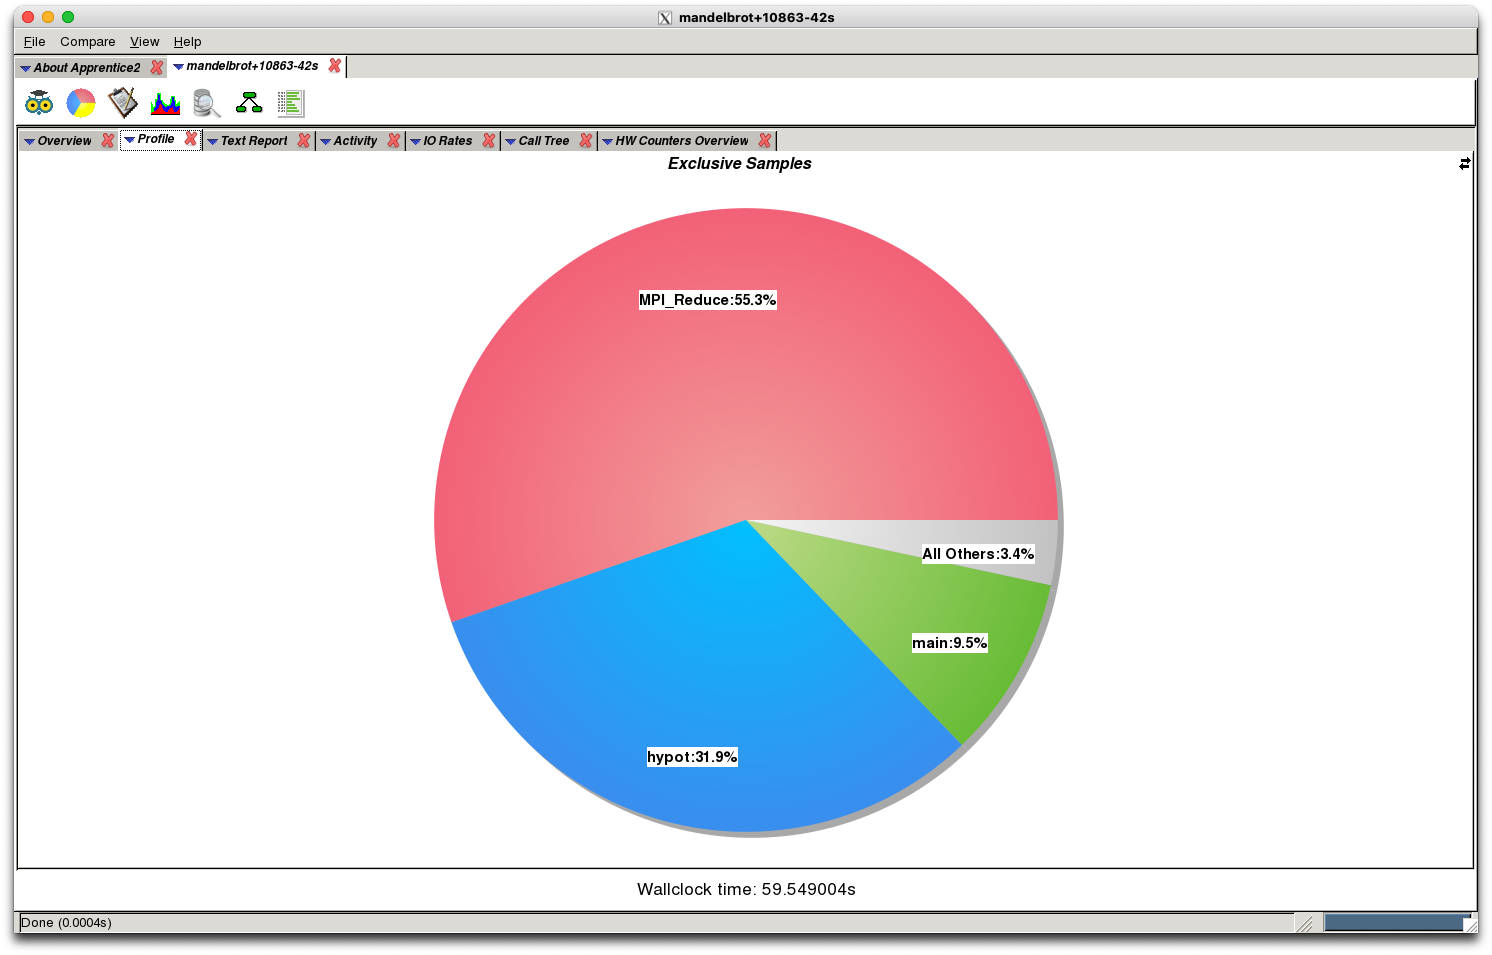 mandelbrot+10863-42s
File Compare View Help
About Apprentice2 mandelbrot+10863-42s
Overview Profile Text Report Activity IO Rates Call Tree HW Counters Overview
Exclusive Samples
MPI_Reduce:55.3%
All Others:3.4%
main:9.5%
hypot:31.9%
Wallclock time: 59.549004s
Done (0.0004s)